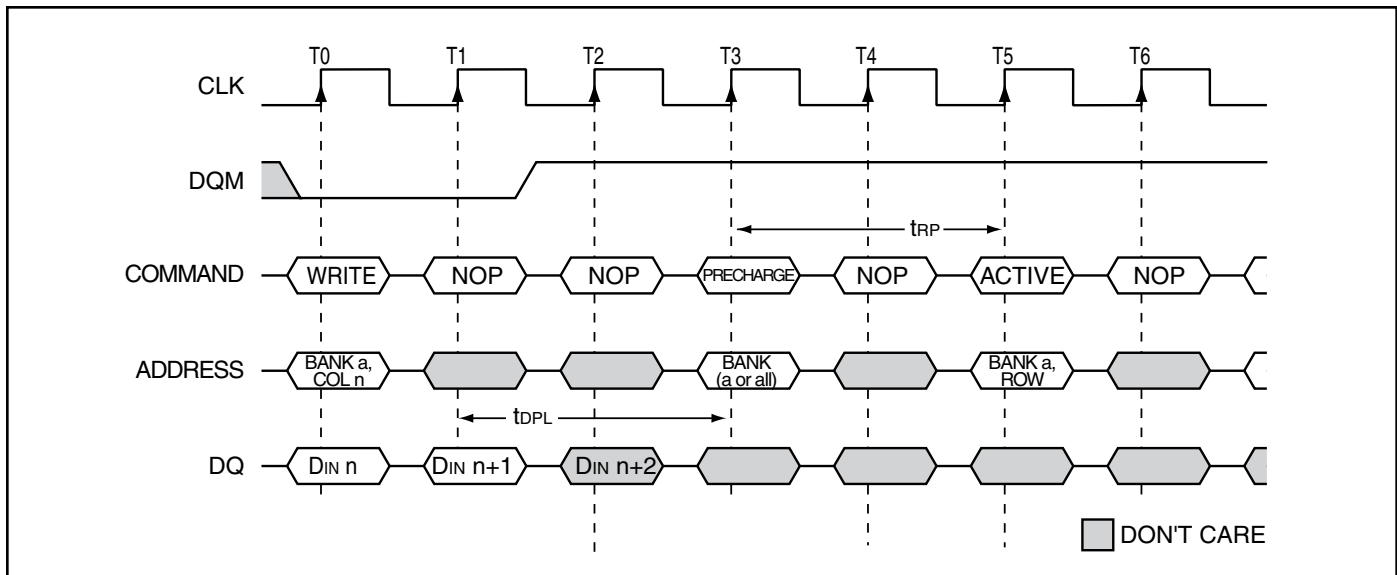 T0 T1 T2 T3 T4 T5 T6
CLK
DQM
tRP
COMMAND WRITE NOP NOP PRECHARGE NOP ACTIVE NOP
ADDRESS BANK a, COL n BANK (a or all) BANK a, ROW
tDPL
DQ DIN n DIN n+1 DIN n+2
DON'T CARE